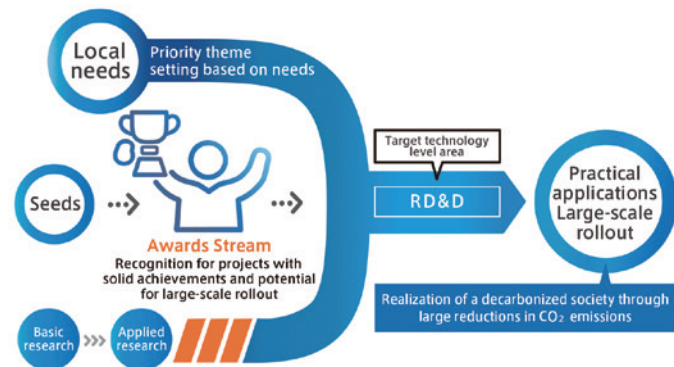 Local
needs
Priority theme
setting based on needs
Seeds
Awards Stream
Recognition for projects with
solid achievements and potential
for large-scale rollout
Basic
research
Applied
research
Target technology
level area
RD&D
Practical
applications
Large-scale
rollout
Realization of a decarbonized society through
large reductions in CO₂ emissions